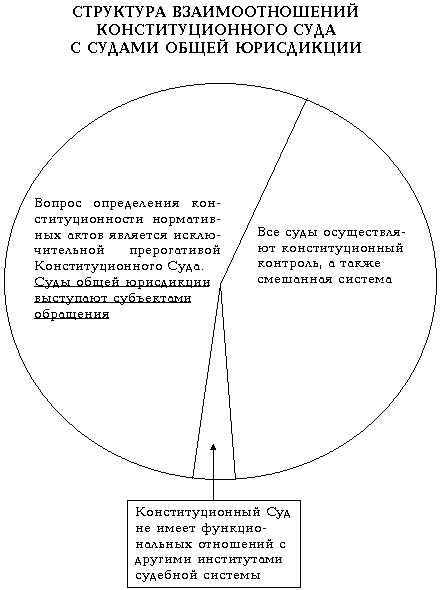 СТРУКТУРА ВЗАИМООТНОШЕНИЙ
КОНСТИТУЦИОННОГО СУДА
С СУДАМИ ОБЩЕЙ ЮРИСДИКЦИИ
Вопрос определения кон-
ституционности норматив-
ных актов является исклю-
чительной прерогативой
Конституционного Суда.
Суды общей юрисдикции
выступают субъектами
обращения
Все суды осуществля-
ют конституционный
контроль, а также
смешанная система
Конституционный Суд
не имеет функцио-
нальных отношений с
другими институтами
судебной системы